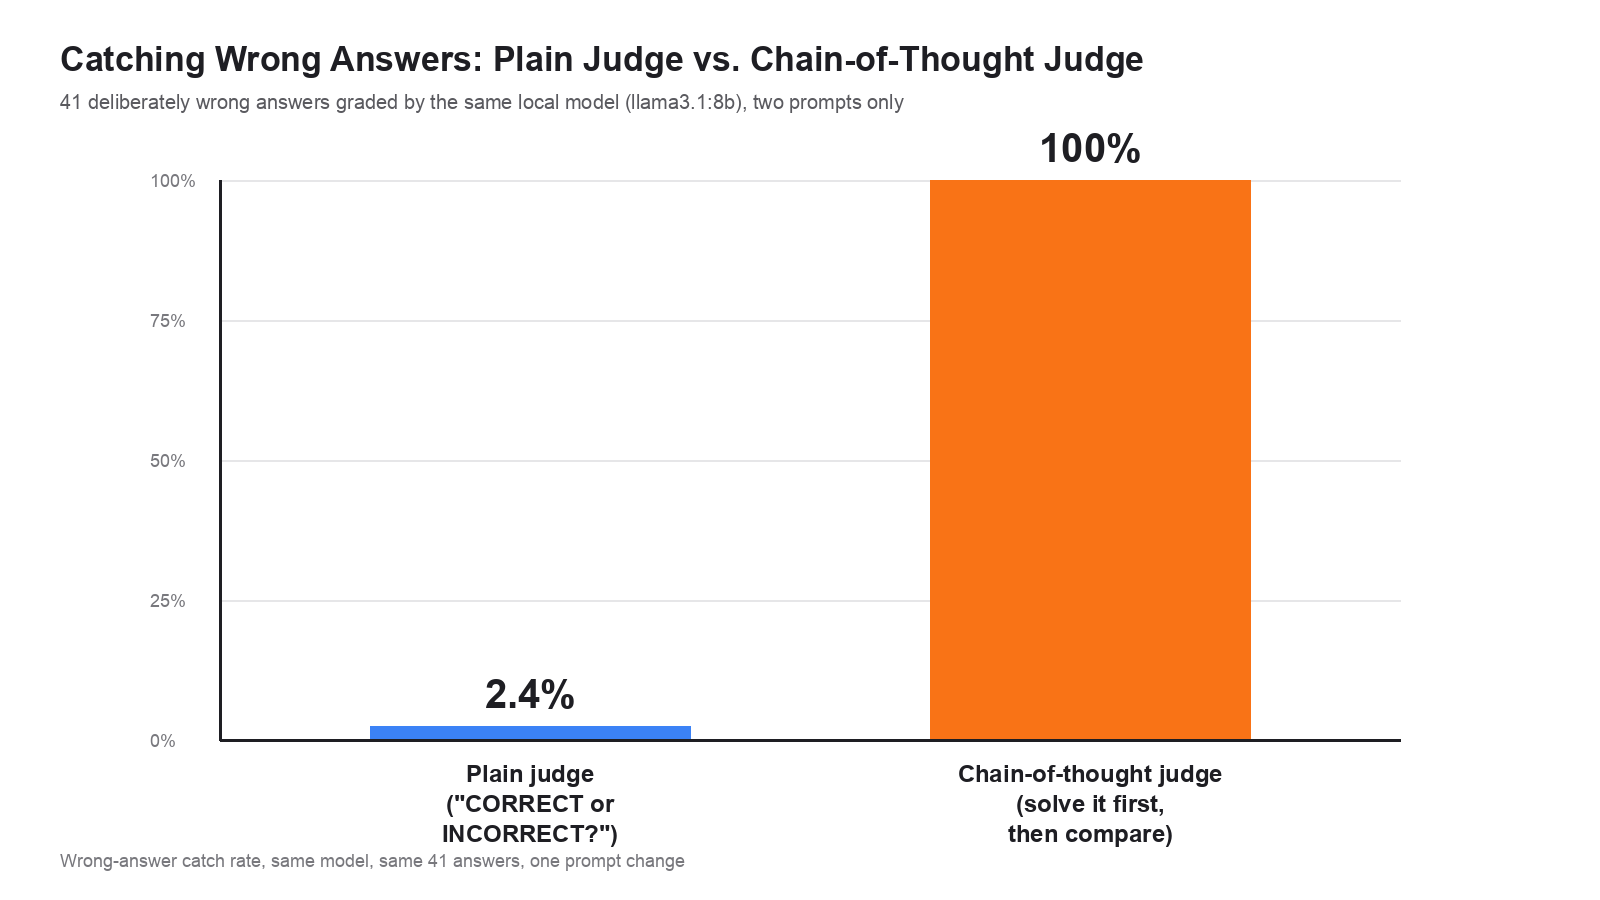 Catching Wrong Answers: Plain Judge vs. Chain-of-Thought Judge
41 deliberately wrong answers graded by the same local model (llama3.1:8b), two prompts only
100%
100%
75%
50%
25%
2.4%
0%
Plain judge
("CORRECT or
INCORRECT?")
Chain-of-thought judge
(solve it first,
then compare)
Wrong-answer catch rate, same model, same 41 answers, one prompt change